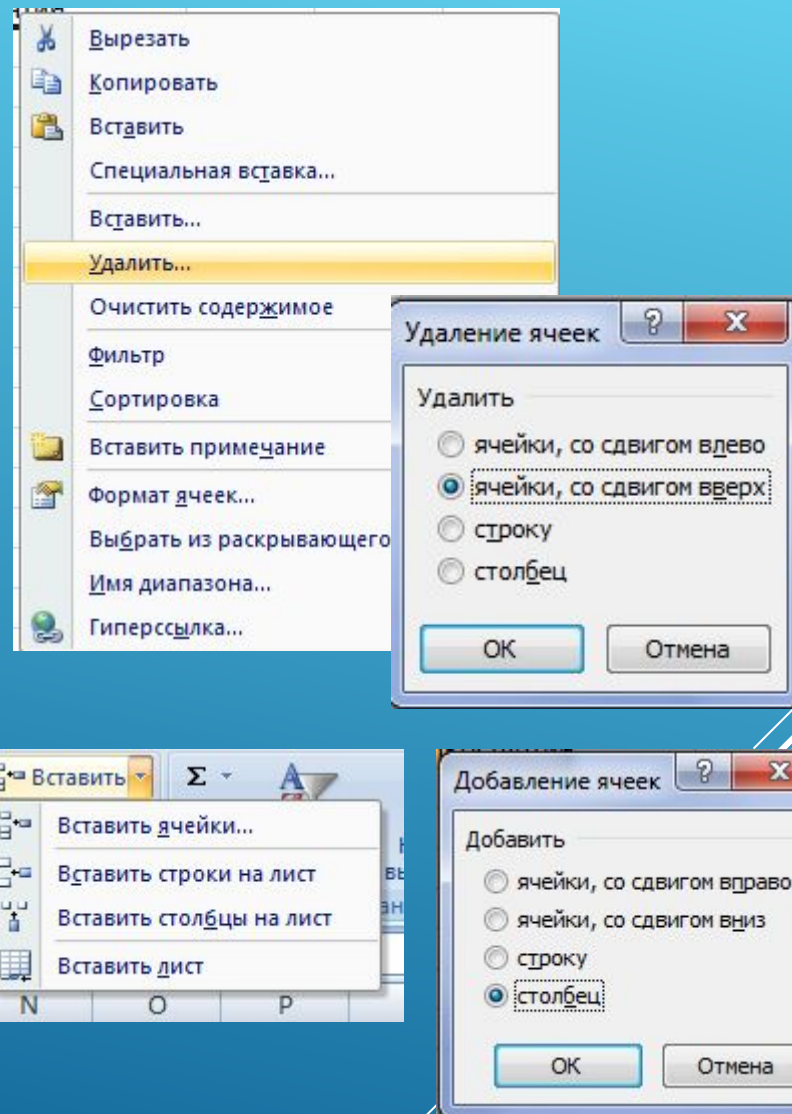 Вырезать
Копировать
Вставить
Специальная вставка...
Вставить...
Удалить...
Очистить содержимое
Фильтр
Сортировка
Вставить примечание
Формат ячеек...
Выбрать из раскрывающего
Имя диапазона...
Гиперссылка...
Удаление ячеек
Удалить
ячейки, со сдвигом влево
ячейки, со сдвигом вверх
строку
столбец
ОК Отмена
Вставить Σ
Вставить ячейки...
Вставить строки на лист
Вставить столбцы на лист
Вставить лист
N O P
Добавление ячеек
Добавить
ячейки, со сдвигом вправо
ячейки, со сдвигом вниз
строку
столбец
ОК Отмена